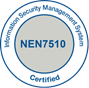 Information Security Management System
NEN7510
Certified